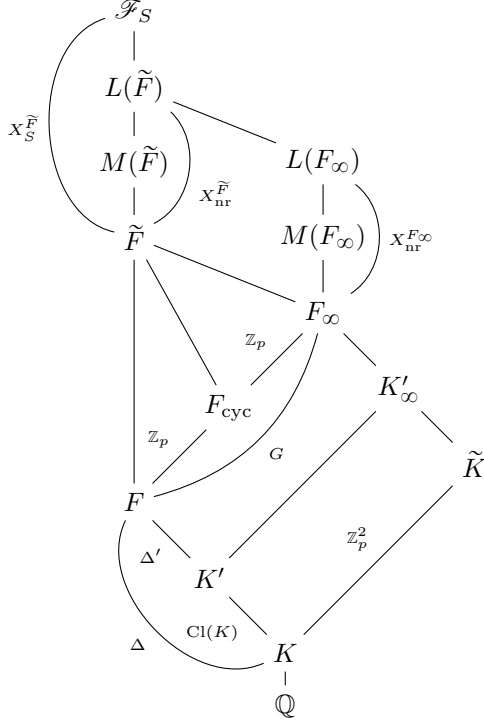 𝓕_S
L(F̃)
X_S^{F̃}
M(F̃)
L(F_∞)
X_nr^{F̃}
F̃
M(F_∞)
X_nr^{F_∞}
F_∞
ℤ_p
K'_∞
F_cyc
ℤ_p
G
K̃
F
ℤ_p^2
Δ'
K'
Cl(K)
Δ
K
ℚ